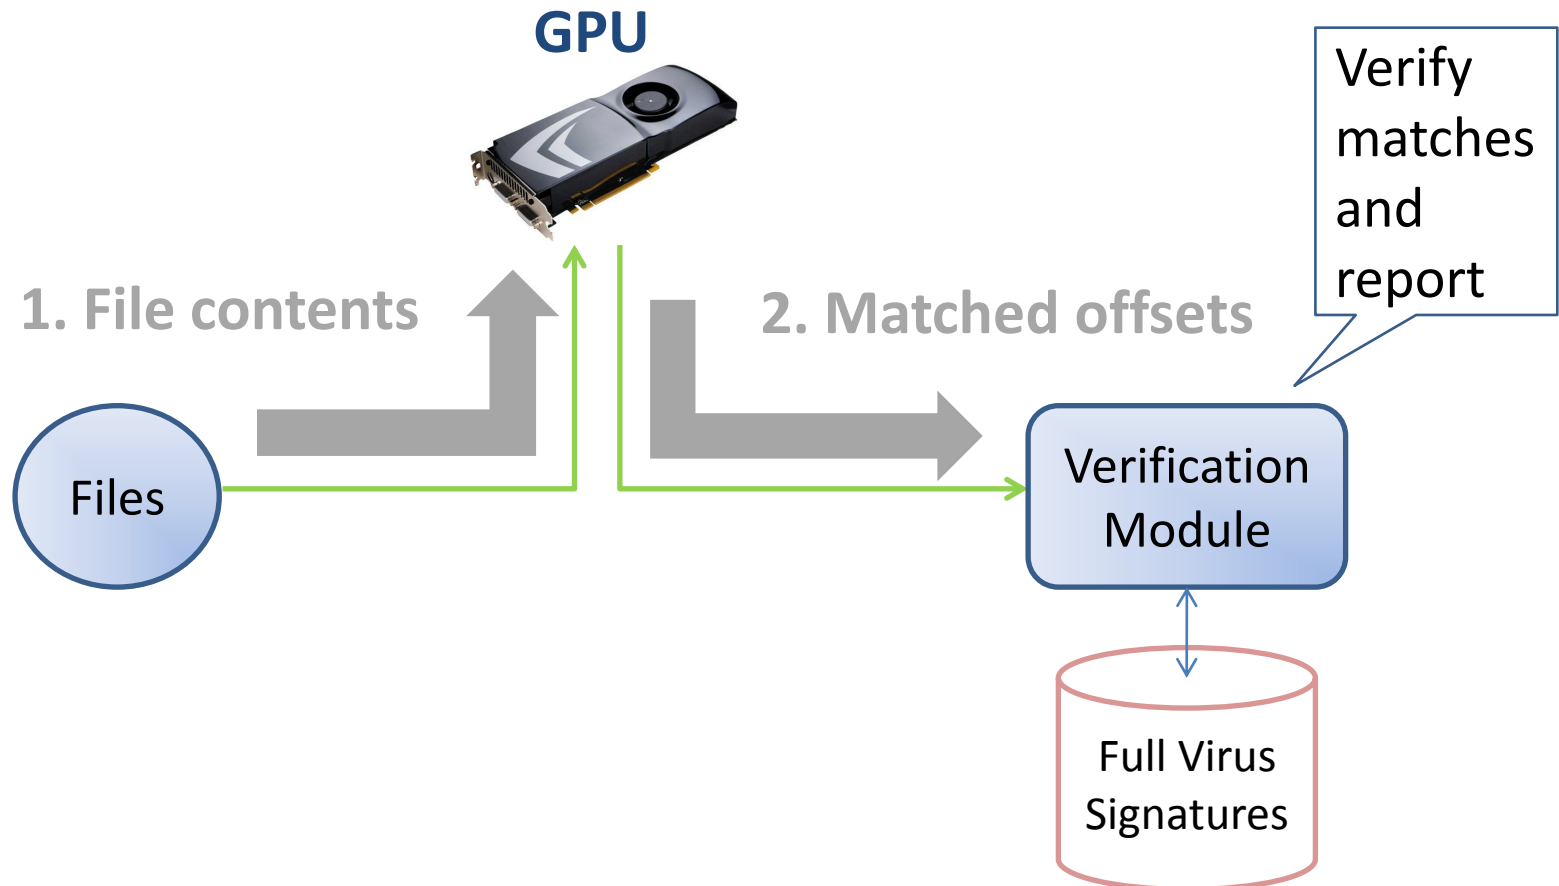 GPU
Verify
matches
and
report
1. File contents
2. Matched offsets
Files
Verification
Module
Full Virus
Signatures